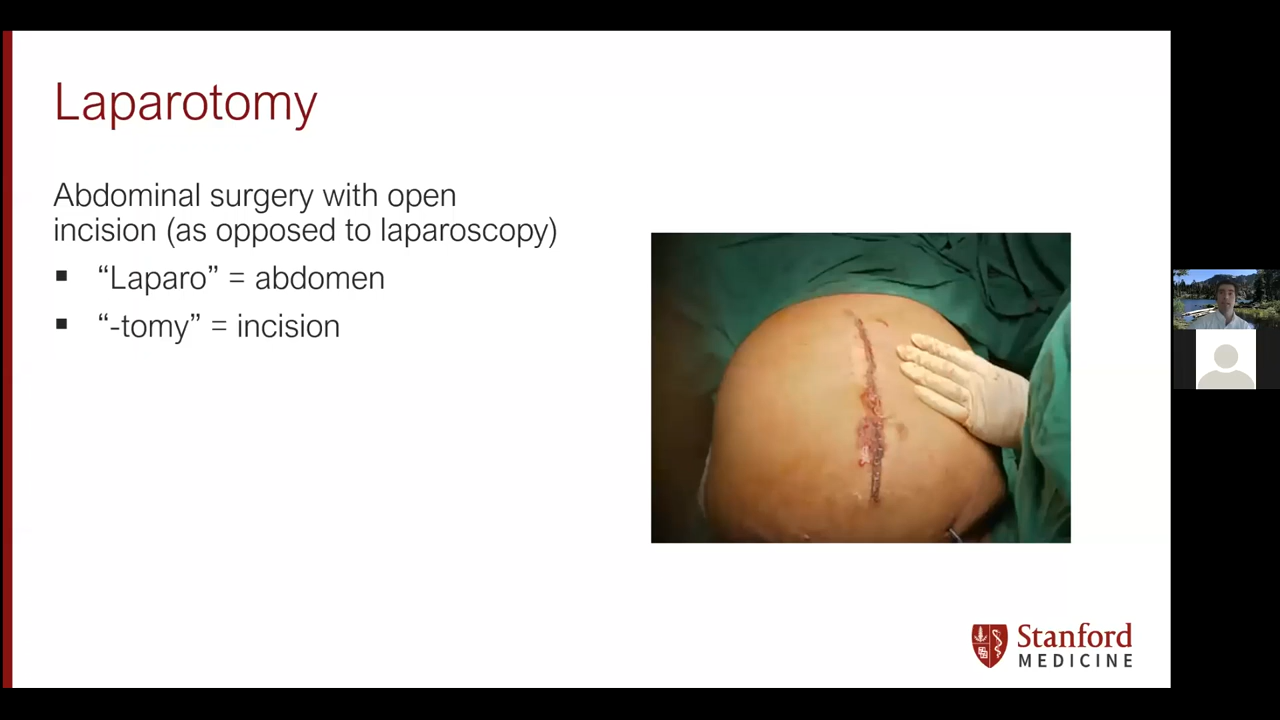 Laparotomy
Abdominal surgery with open
incision (as opposed to laparoscopy)
▪ “Laparo” = abdomen
▪ “-tomy” = incision
Stanford
MEDICINE